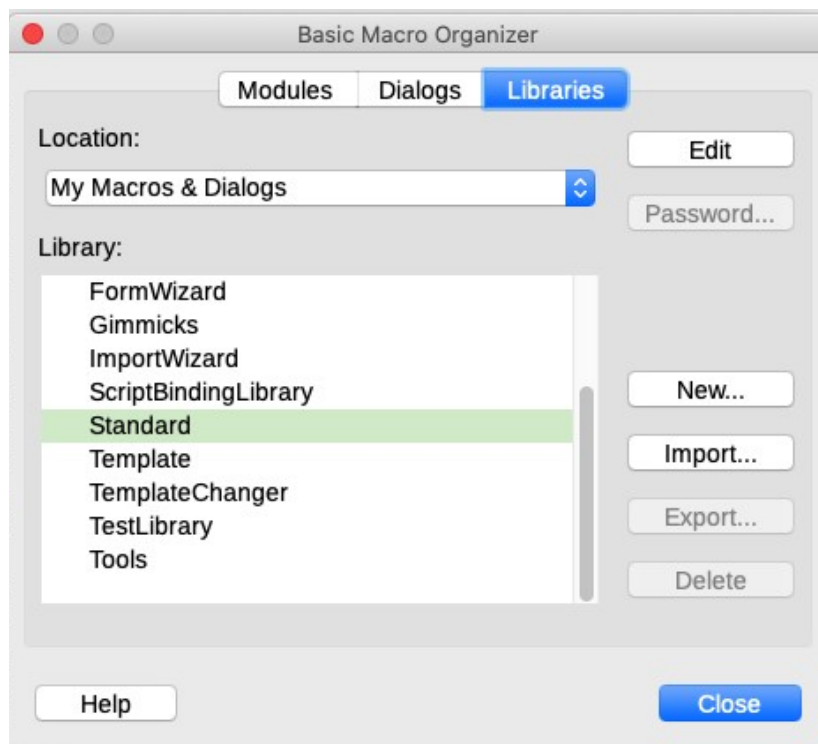 Basic Macro Organizer
Modules Dialogs Libraries
Location:
Edit
My Macros & Dialogs
Password...
Library:
FormWizard
Gimmicks
ImportWizard
ScriptBindingLibrary
New...
Standard
Template
Import...
TemplateChanger
TestLibrary
Export...
Tools
Delete
Help
Close